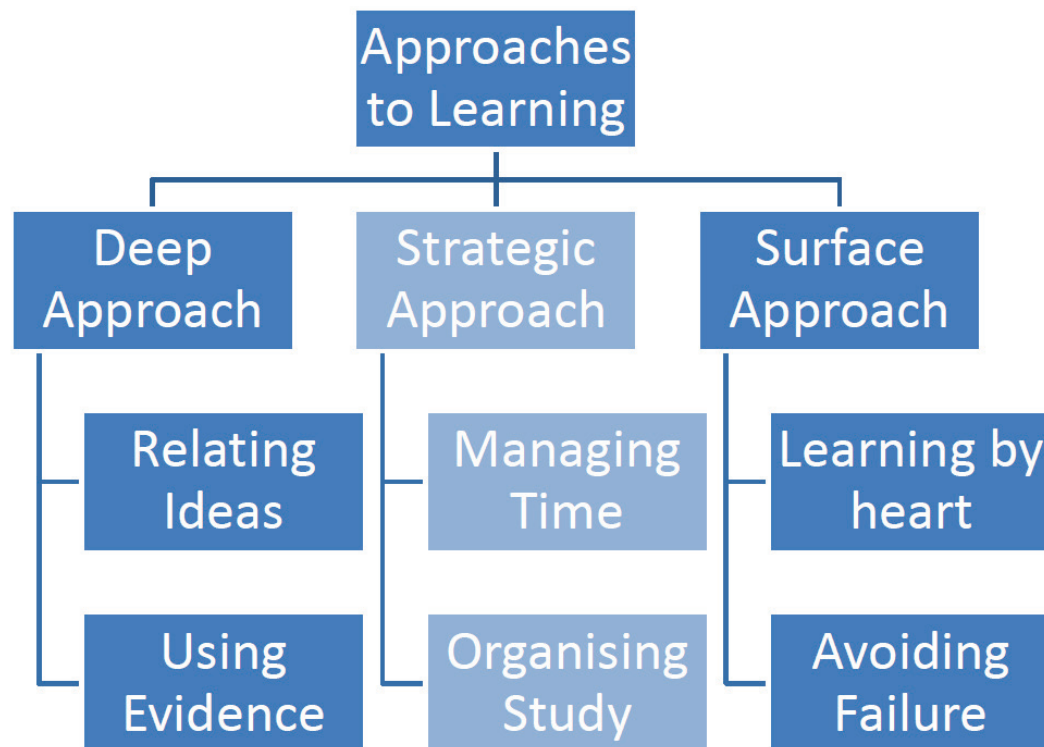 Approaches
to Learning
Deep
Approach
Strategic
Approach
Surface
Approach
Relating
Ideas
Managing
Time
Learning by
heart
Using
Evidence
Organising
Study
Avoiding
Failure